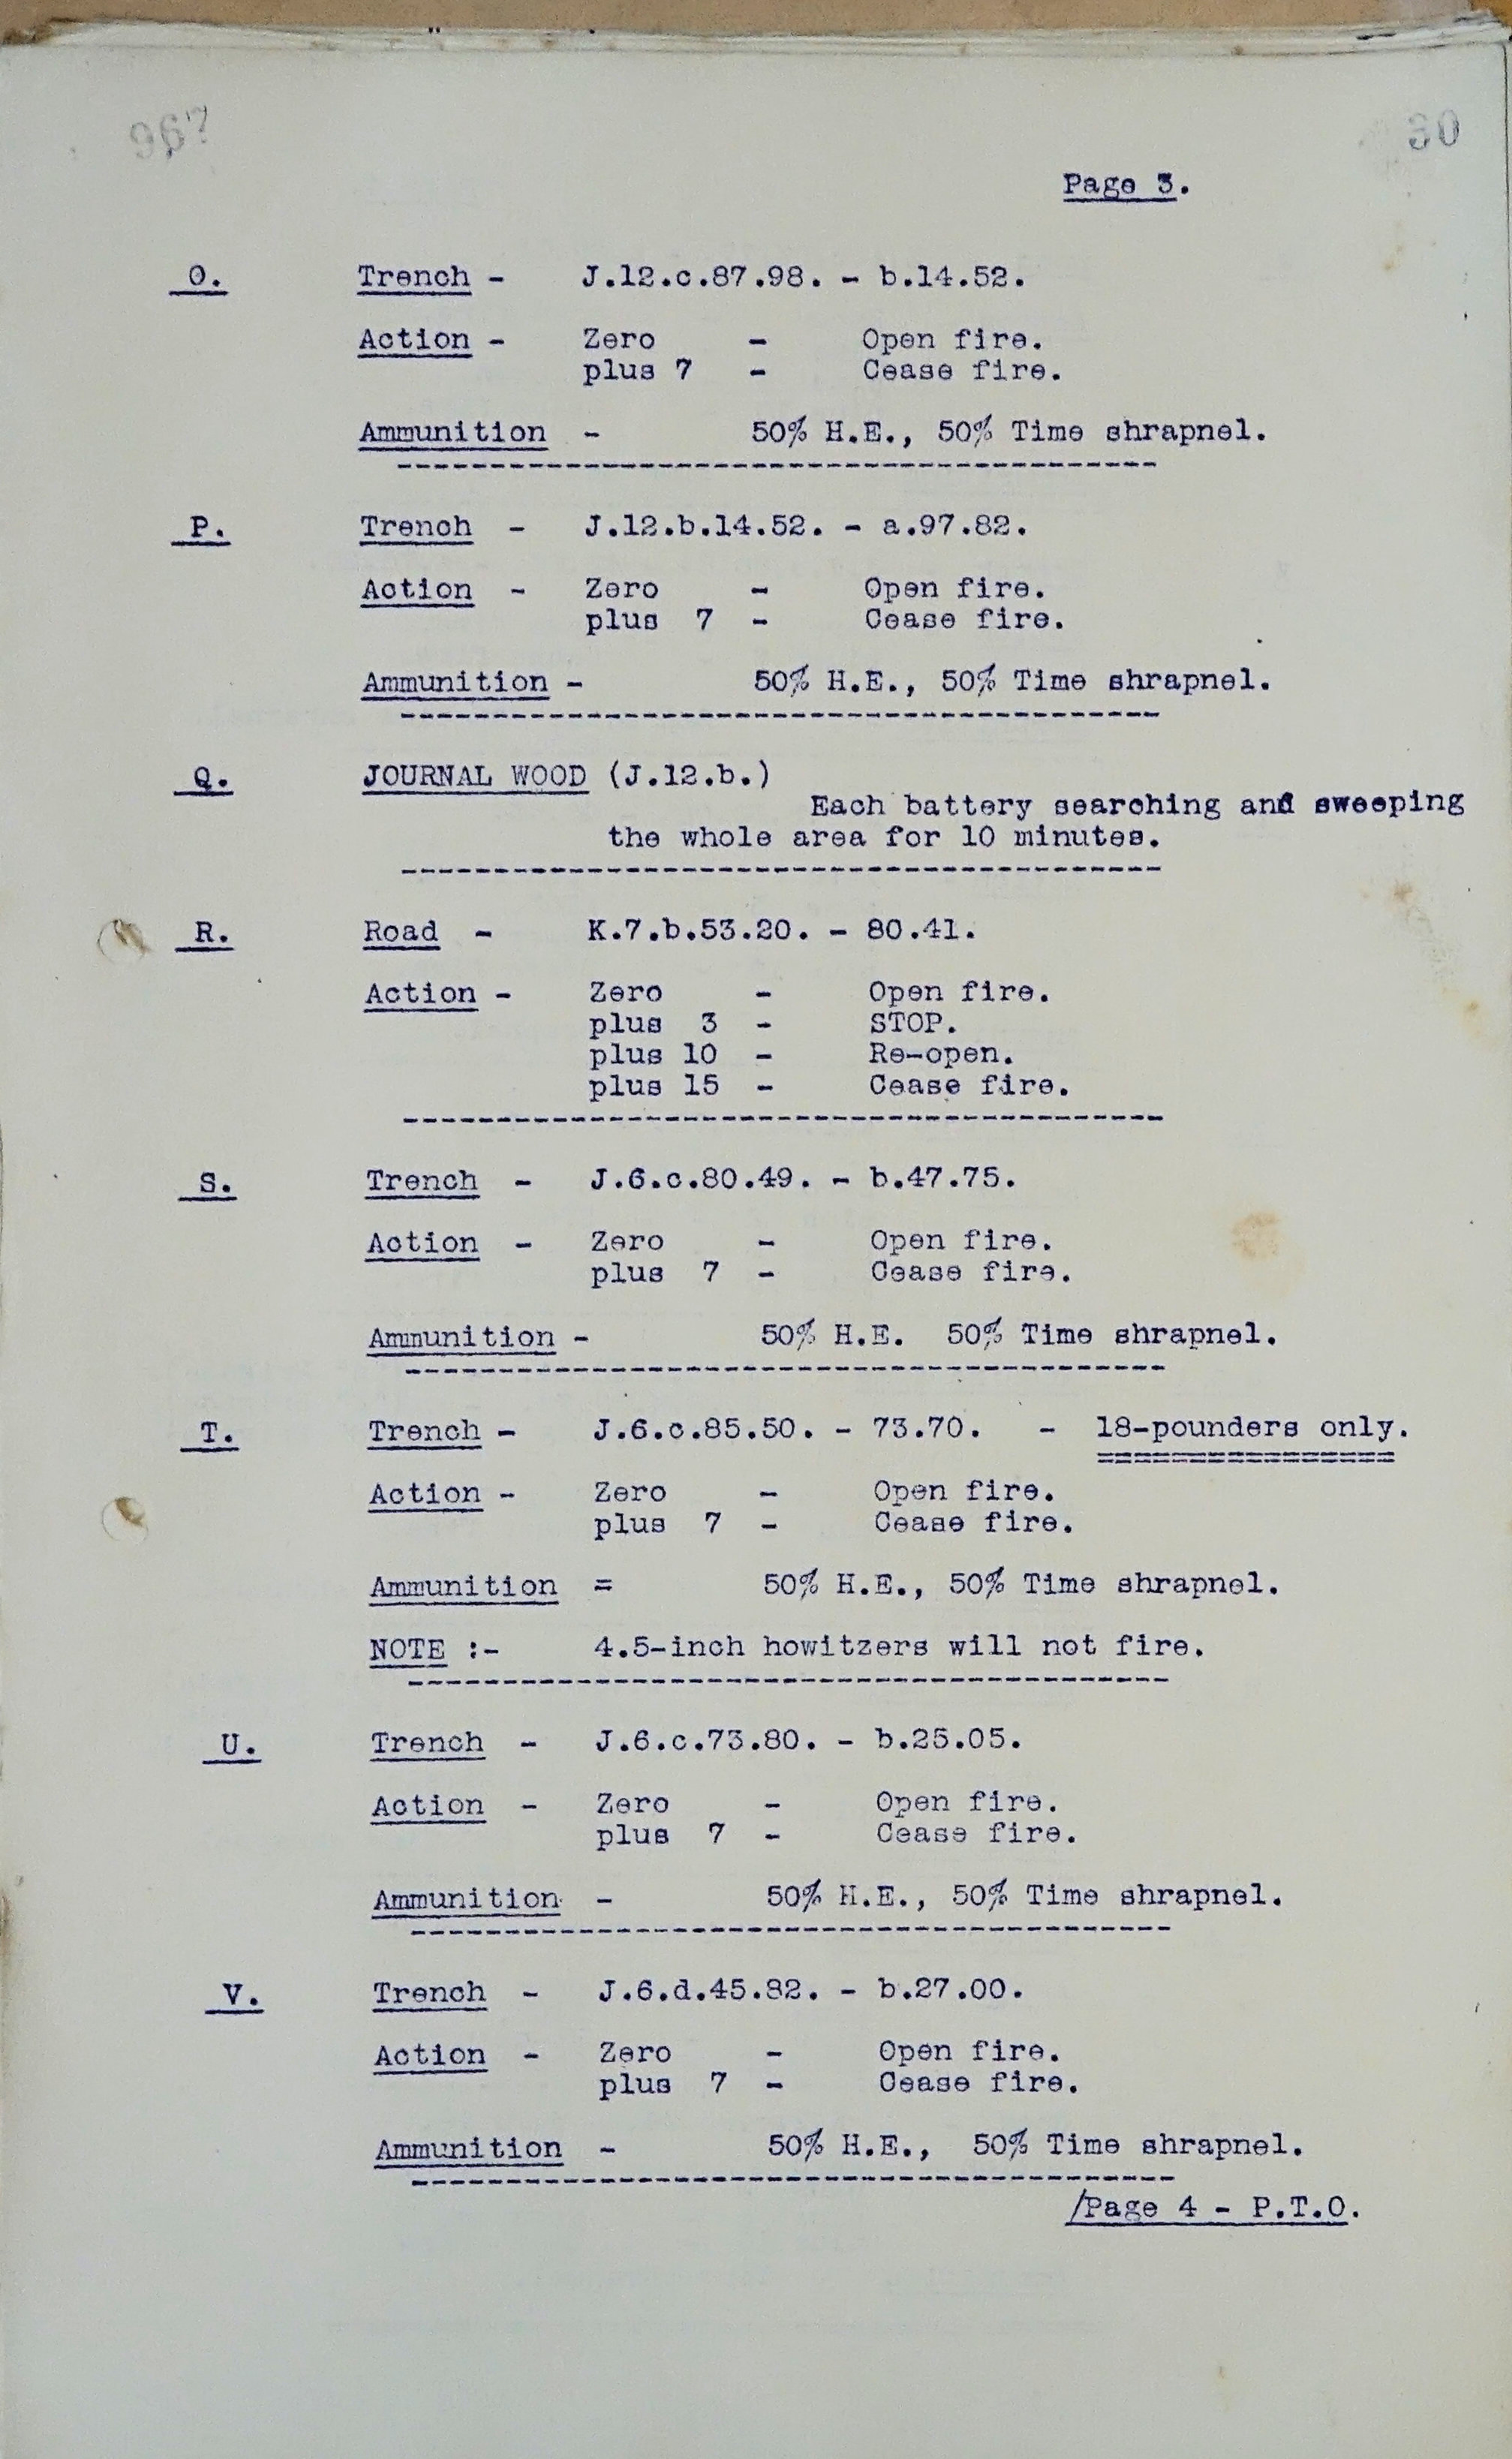 967
30
Page 3.
O. Trench - J.12.c.87.98. - b.14.52.
Action - Zero - Open fire.
plus 7 - Cease fire.
Ammunition - 50% H.E., 50% Time shrapnel.
P. Trench - J.12.b.14.52. - a.97.82.
Action - Zero - Open fire.
plus 7 - Cease fire.
Ammunition - 50% H.E., 50% Time shrapnel.
Q. JOURNAL WOOD (J.12.b.)
Each battery searching and sweeping
the whole area for 10 minutes.
R. Road - K.7.b.53.20. - 80.41.
Action - Zero - Open fire.
plus 3 - STOP.
plus 10 - Re-open.
plus 15 - Cease fire.
S. Trench - J.6.c.80.49. - b.47.75.
Action - Zero - Open fire.
plus 7 - Cease fire.
Ammunition - 50% H.E. 50% Time shrapnel.
T. Trench - J.6.c.85.50. - 73.70. - 18-pounders only.
Action - Zero - Open fire.
plus 7 - Cease fire.
Ammunition = 50% H.E., 50% Time shrapnel.
NOTE :- 4.5-inch howitzers will not fire.
U. Trench - J.6.c.73.80. - b.25.05.
Action - Zero - Open fire.
plus 7 - Cease fire.
Ammunition - 50% H.E., 50% Time shrapnel.
V. Trench - J.6.d.45.82. - b.27.00.
Action - Zero - Open fire.
plus 7 - Cease fire.
Ammunition - 50% H.E., 50% Time shrapnel.
/Page 4 - P.T.O.